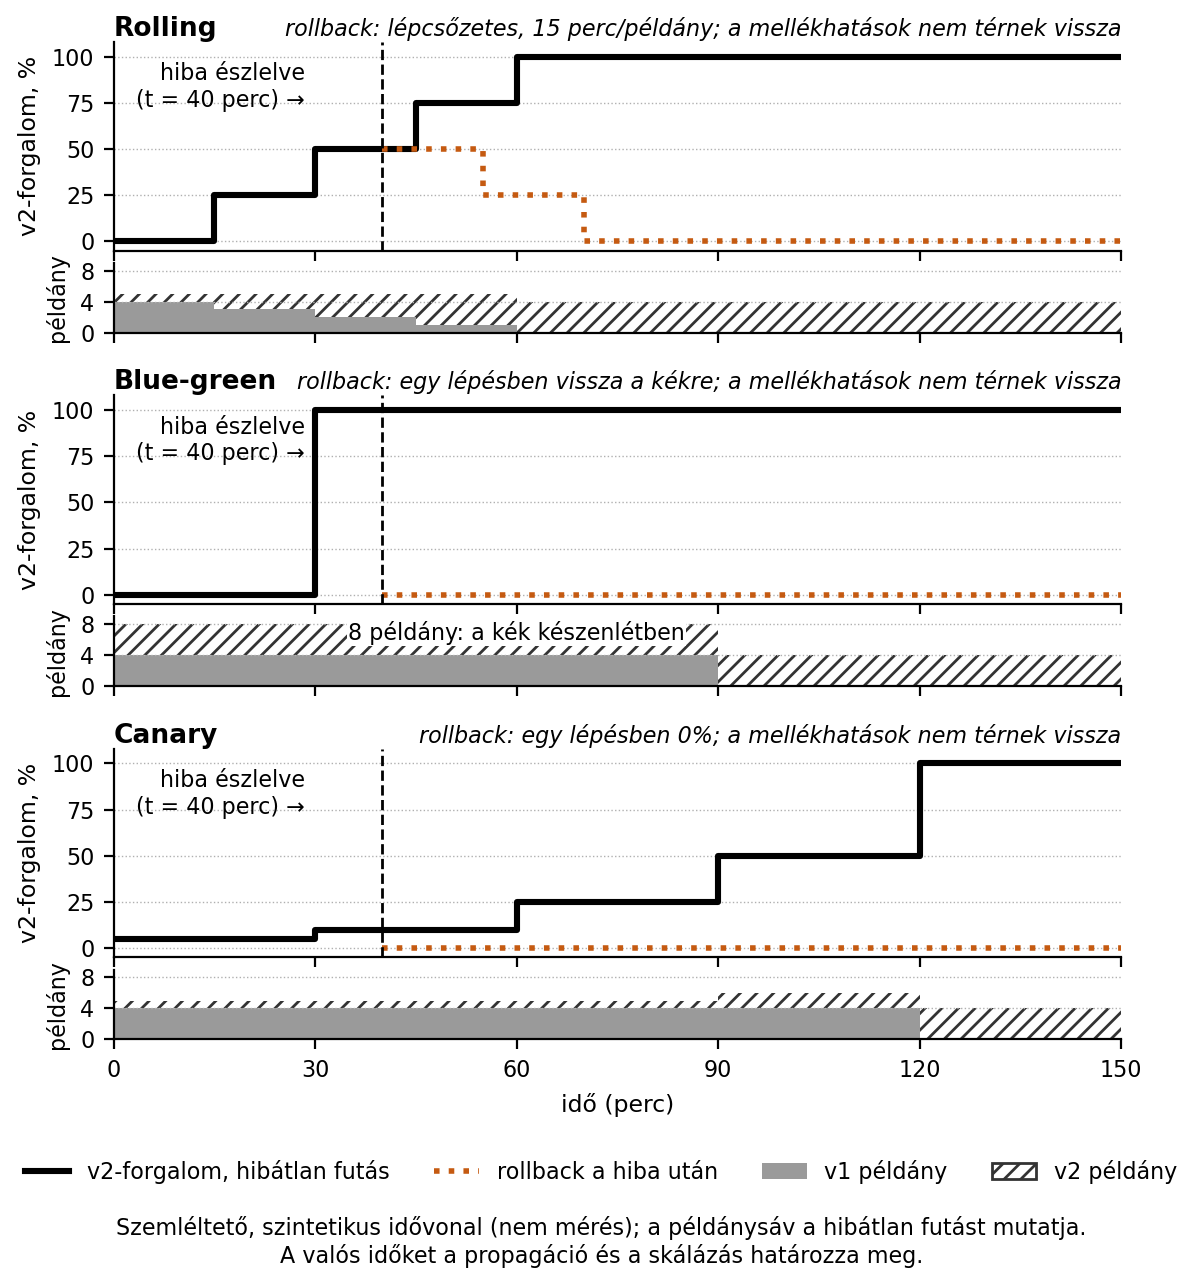 Rolling
rollback: lépcsőzetes, 15 perc/példány; a mellékhatások nem térnek vissza
v2-forgalom, %
100
75
50
25
0
hiba észlelve
(t = 40 perc) →
példány
8
4
0
Blue-green
rollback: egy lépésben vissza a kékre; a mellékhatások nem térnek vissza
v2-forgalom, %
100
75
50
25
0
hiba észlelve
(t = 40 perc) →
példány
8
4
0
8 példány: a kék készenlétben
Canary
rollback: egy lépésben 0%; a mellékhatások nem térnek vissza
v2-forgalom, %
100
75
50
25
0
hiba észlelve
(t = 40 perc) →
példány
8
4
0
0 30 60 90 120 150
idő (perc)
v2-forgalom, hibátlan futás
rollback a hiba után
v1 példány
v2 példány
Szemléltető, szintetikus idővonal (nem mérés); a példánysáv a hibátlan futást mutatja.
A valós időket a propagáció és a skálázás határozza meg.